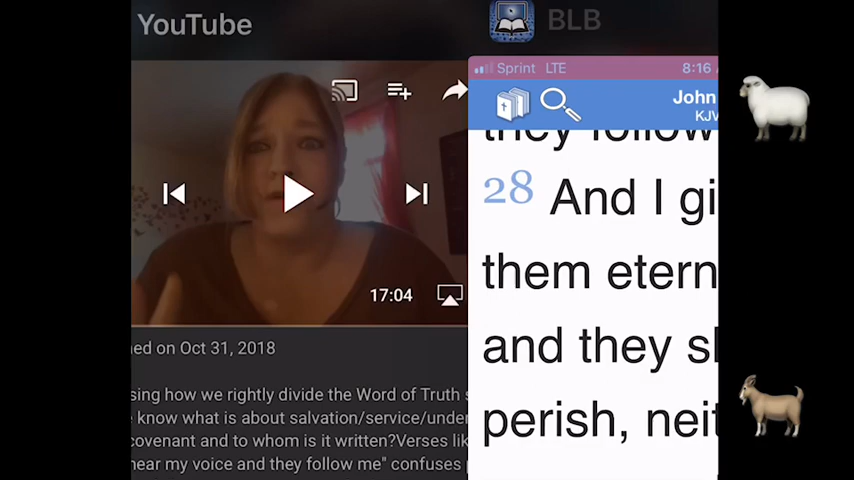 YouTube
BLB
Sprint LTE 8:16
John
KJV
they follow
28 And I gi
them etern
and they sh
perish, neit
17:04
ed on Oct 31, 2018
sing how we rightly divide the Word of Truth s
know what is about salvation/service/under
covenant and to whom is it written?Verses lik
hear my voice and they follow me" confuses p